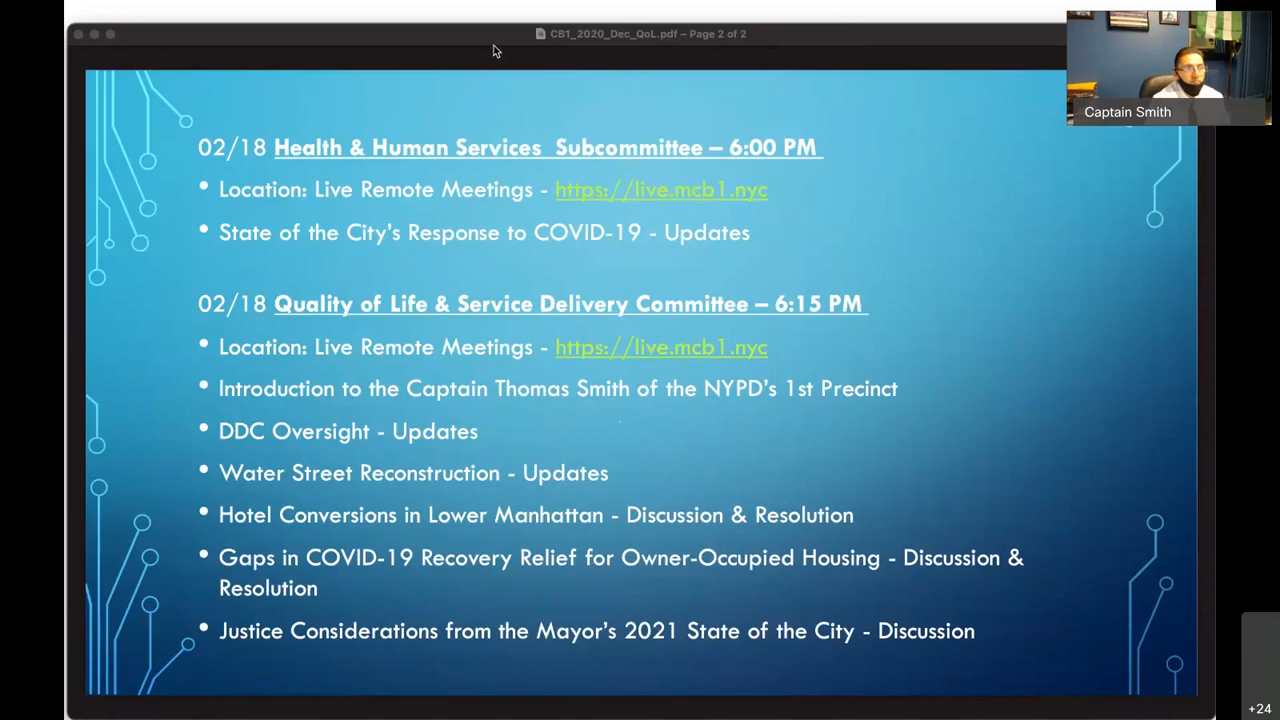 CB1_2020_Dec_QoL.pdf – Page 2 of 2
Captain Smith
02/18 Health & Human Services  Subcommittee – 6:00 PM
• Location: Live Remote Meetings - https://live.mcb1.nyc
• State of the City’s Response to COVID-19 - Updates
02/18 Quality of Life & Service Delivery Committee – 6:15 PM
• Location: Live Remote Meetings - https://live.mcb1.nyc
• Introduction to the Captain Thomas Smith of the NYPD’s 1st Precinct
• DDC Oversight - Updates
• Water Street Reconstruction - Updates
• Hotel Conversions in Lower Manhattan - Discussion & Resolution
• Gaps in COVID-19 Recovery Relief for Owner-Occupied Housing - Discussion &
Resolution
• Justice Considerations from the Mayor’s 2021 State of the City - Discussion
+24